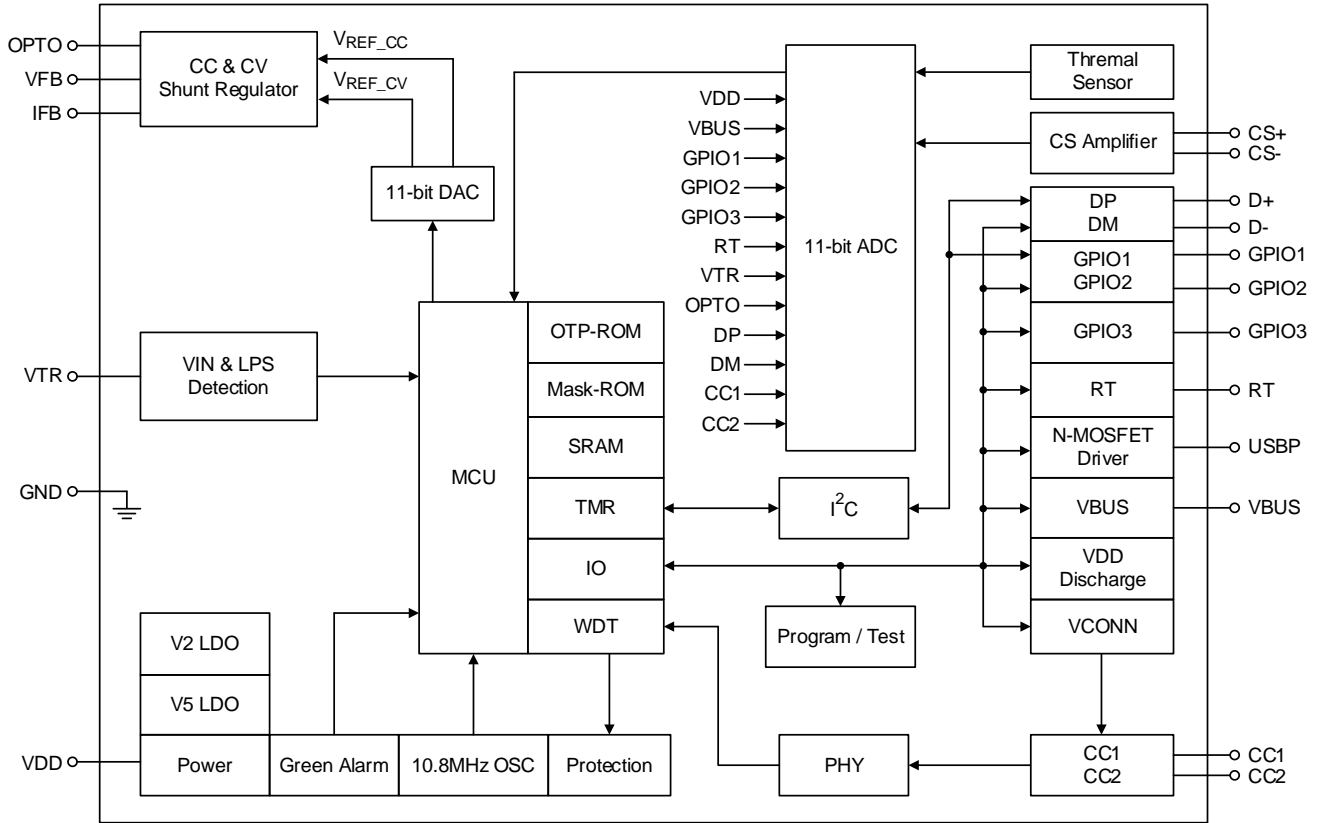 OPTO
VFB
IFB
CC & CV
Shunt Regulator
VREF_CC
VREF_CV
11-bit DAC
VTR
VIN & LPS
Detection
GND
VDD
V2 LDO
V5 LDO
Power
Green Alarm
10.8MHz OSC
Protection
MCU
OTP-ROM
Mask-ROM
SRAM
TMR
IO
WDT
VDD
VBUS
GPIO1
GPIO2
GPIO3
RT
VTR
OPTO
DP
DM
CC1
CC2
11-bit ADC
I2C
Program / Test
PHY
Thremal
Sensor
CS Amplifier
DP
DM
GPIO1
GPIO2
GPIO3
RT
N-MOSFET
Driver
VBUS
VDD
Discharge
VCONN
CC1
CC2
CS+
CS-
D+
D-
GPIO1
GPIO2
GPIO3
RT
USBP
VBUS
CC1
CC2